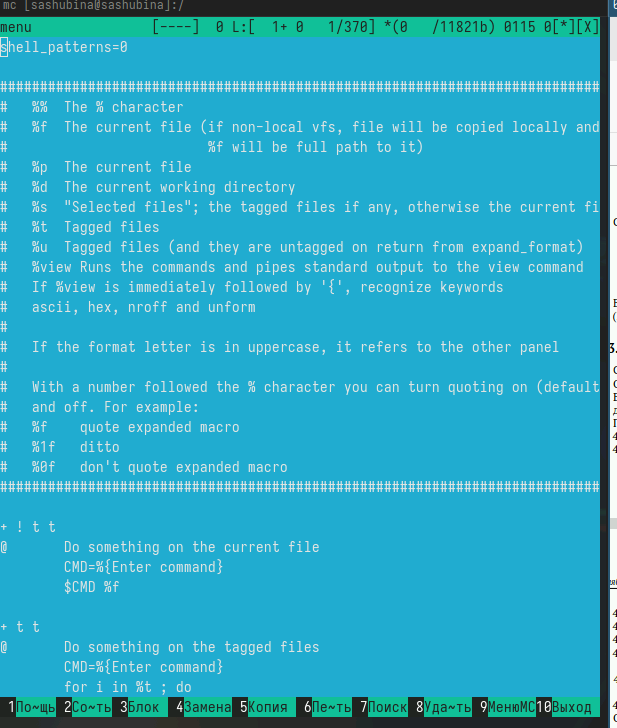 mc [sashubina@sashubina]:/
menu               [----]  0 L:[  1+ 0   1/370] *(0   /11821b) 0115 0[*][X]
shell_patterns=0
###########################################################################
#   %%  The % character
#   %f  The current file (if non-local vfs, file will be copied locally and
#                         %f will be full path to it)
#   %p  The current file
#   %d  The current working directory
#   %s  "Selected files"; the tagged files if any, otherwise the current fi
#   %t  Tagged files
#   %u  Tagged files (and they are untagged on return from expand_format)
#   %view Runs the commands and pipes standard output to the view command
#   If %view is immediately followed by '{', recognize keywords
#   ascii, hex, nroff and unform
#
#   If the format letter is in uppercase, it refers to the other panel
#
#   With a number followed the % character you can turn quoting on (default
#   and off. For example:
#   %f    quote expanded macro
#   %1f   ditto
#   %0f   don't quote expanded macro
###########################################################################
+ ! t t
@       Do something on the current file
        CMD=%{Enter command}
        $CMD %f
+ t t
@       Do something on the tagged files
        CMD=%{Enter command}
        for i in %t ; do
1По~щь 2Со~ть 3Блок 4Замена 5Копия 6Пе~ть 7Поиск 8Уда~ть 9МенюMC 10Выход